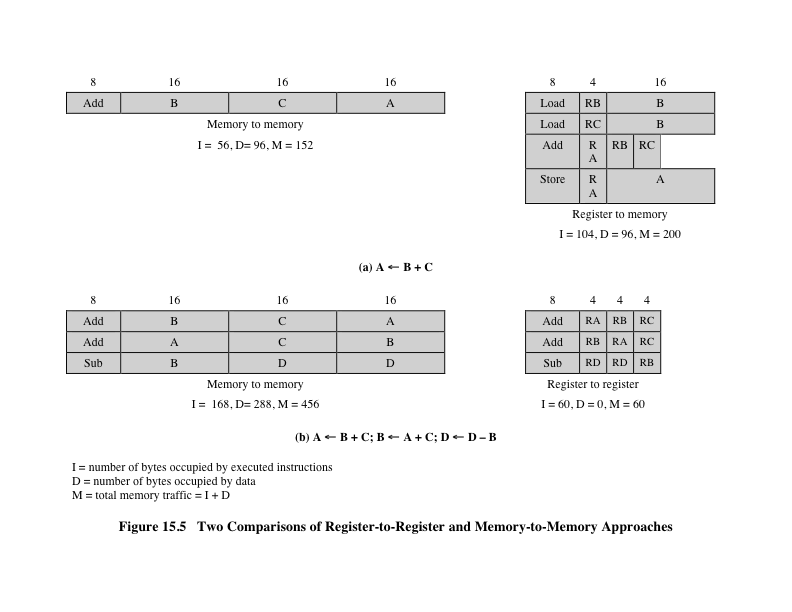 8 16 16 16
Add B C A
Memory to memory
I = 56, D= 96, M = 152
8 4 16
Load RB B
Load RC B
Add R A RB RC
Store R A A
Register to memory
I = 104, D = 96, M = 200
(a) A ← B + C
8 16 16 16
Add B C A
Add A C B
Sub B D D
Memory to memory
I = 168, D= 288, M = 456
8 4 4 4
Add RA RB RC
Add RB RA RC
Sub RD RD RB
Register to register
I = 60, D = 0, M = 60
(b) A ← B + C; B ← A + C; D ← D – B
I = number of bytes occupied by executed instructions
D = number of bytes occupied by data
M = total memory traffic = I + D
Figure 15.5 Two Comparisons of Register-to-Register and Memory-to-Memory Approaches